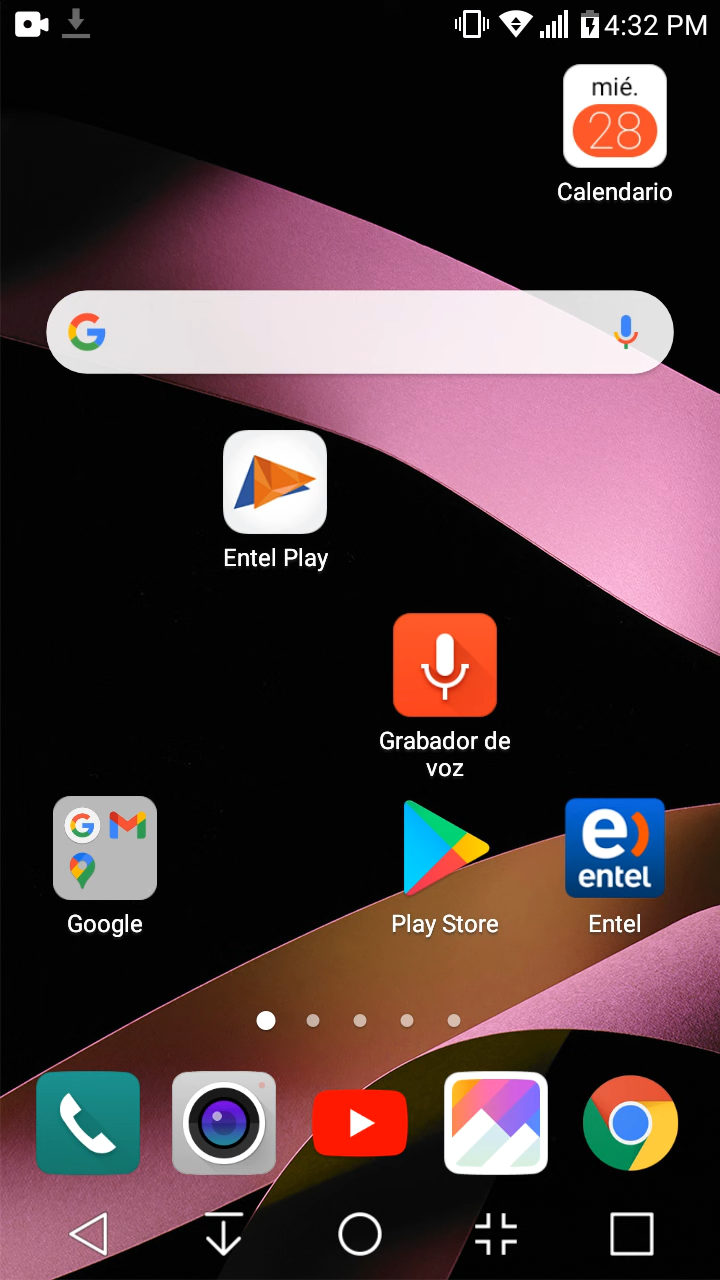 4:32 PM
mié.
28
Calendario
Entel Play
Grabador de
voz
e)
entel
Google
Play Store
Entel